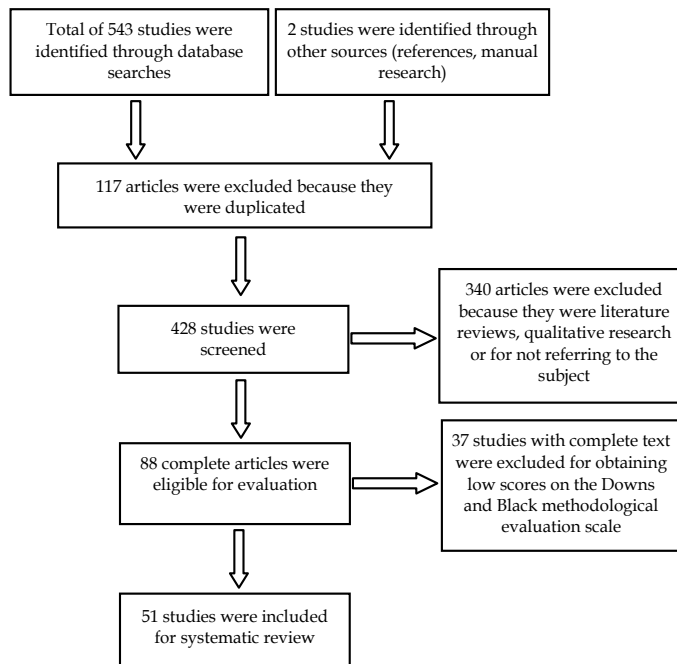 Total of 543 studies were
identified through database
searches
2 studies were identified through
other sources (references, manual
research)
117 articles were excluded because they
were duplicated
428 studies were
screened
340 articles were excluded
because they were literature
reviews, qualitative research
or for not referring to the
subject
88 complete articles were
eligible for evaluation
37 studies with complete text
were excluded for obtaining
low scores on the Downs
and Black methodological
evaluation scale
51 studies were included
for systematic review